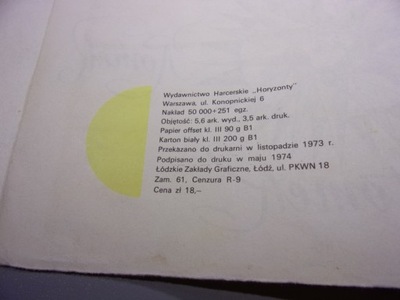 Wydawnictwo Harcerskie „Horyzonty"
Warszawa, ul. Konopnickiej 6
Nakład 50 000+251 egz.
Objętość: 5,6 ark. wyd., 3,5 ark. druk.
Papier offset kl. III 90 g B1
Karton biały kl. III 200 g B1
Przekazano do drukarni w listopadzie 1973 r.
Podpisano do druku w maju 1974
Łódzkie Zakłady Graficzne, Łódź, ul. PKWN 18
Zam. 61, Cenzura R-9
Cena zł 18,—